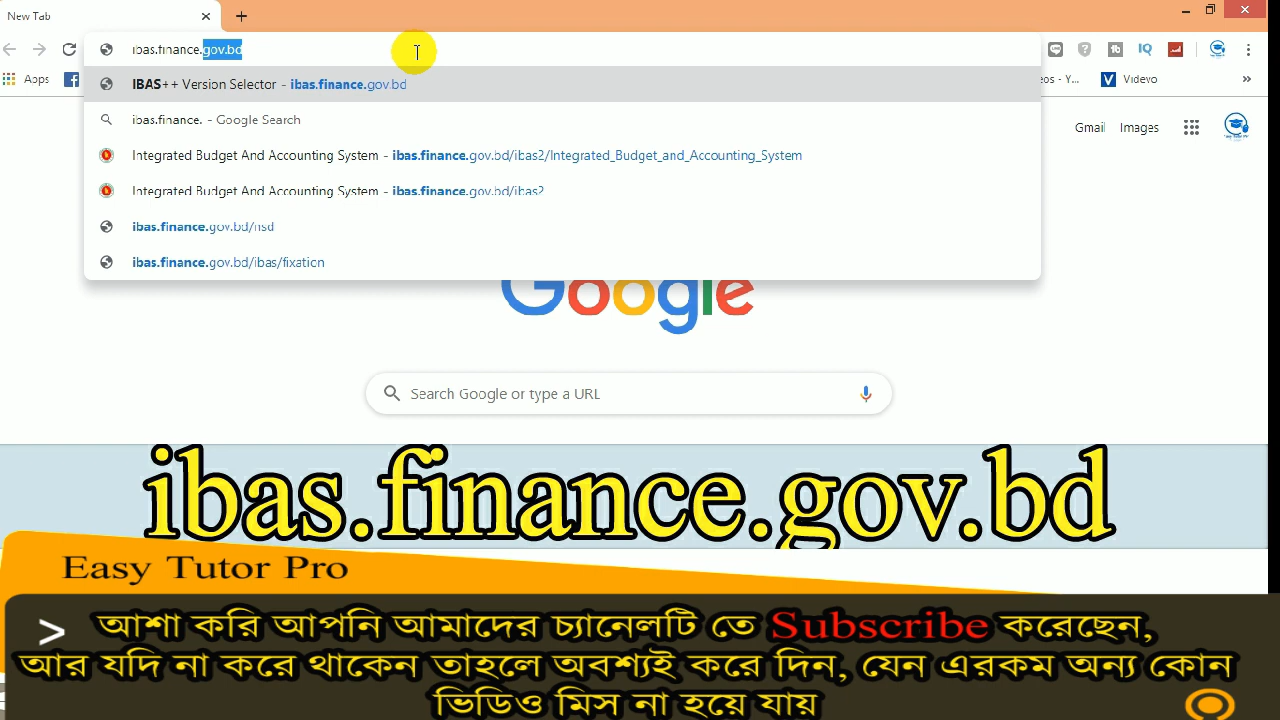 New Tab
ibas.finance.gov.bd
Apps
IQ
eos - Y...
Videvo
»
IBAS++ Version Selector - ibas.finance.gov.bd
ibas.finance. - Google Search
Integrated Budget And Accounting System - ibas.finance.gov.bd/ibas2/Integrated_Budget_and_Accounting_System
Integrated Budget And Accounting System - ibas.finance.gov.bd/ibas2
ibas.finance.gov.bd/nsd
ibas.finance.gov.bd/ibas/fixation
Gmail Images
Google
Search Google or type a URL
ibas.finance.gov.bd
Easy Tutor Pro
> আশা করি আপনি আমাদের চ্যানেলটি তে Subscribe করেছেন,
আর যদি না করে থাকেন তাহলে অবশ্যই করে দিন, যেন এরকম অন্য কোন
ভিডিও মিস না হয়ে যায়